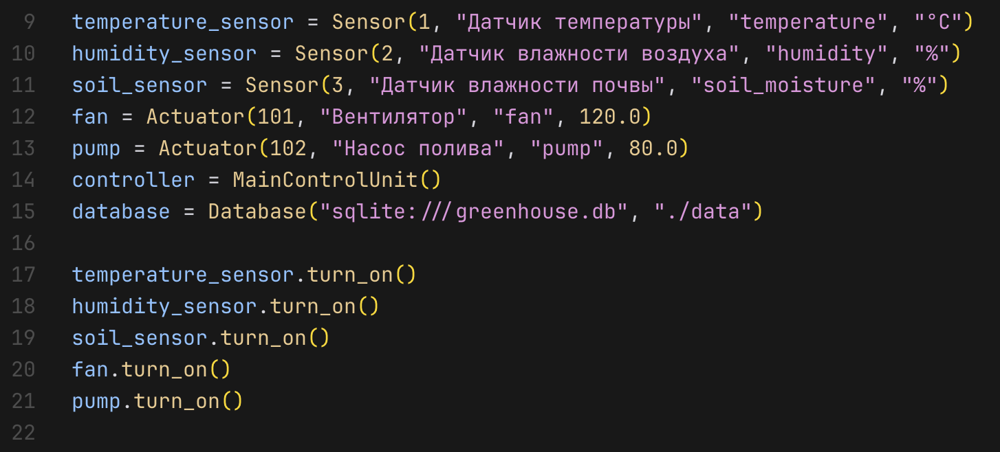 9 temperature_sensor = Sensor(1, "Датчик температуры", "temperature", "°C")
10 humidity_sensor = Sensor(2, "Датчик влажности воздуха", "humidity", "%")
11 soil_sensor = Sensor(3, "Датчик влажности почвы", "soil_moisture", "%")
12 fan = Actuator(101, "Вентилятор", "fan", 120.0)
13 pump = Actuator(102, "Насос полива", "pump", 80.0)
14 controller = MainControlUnit()
15 database = Database("sqlite:///greenhouse.db", "./data")
16
17 temperature_sensor.turn_on()
18 humidity_sensor.turn_on()
19 soil_sensor.turn_on()
20 fan.turn_on()
21 pump.turn_on()
22